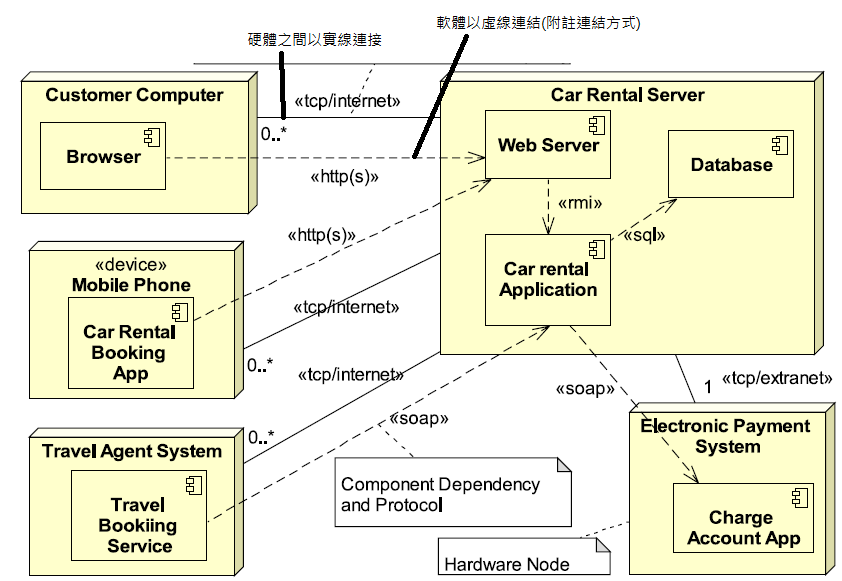 硬體之間以實線連接
軟體以虛線連結(附註連結方式)
Customer Computer
Browser
«tcp/internet»
0..*
«http(s)»
Car Rental Server
Web Server
Database
«rmi»
«sql»
Car rental
Application
«http(s)»
«device»
Mobile Phone
Car Rental
Booking
App
«tcp/internet»
0..*
«tcp/internet»
0..*
«soap»
Travel Agent System
Travel
Bookiing
Service
Component Dependency
and Protocol
«soap»
1
«tcp/extranet»
Electronic Payment
System
Charge
Account App
Hardware Node